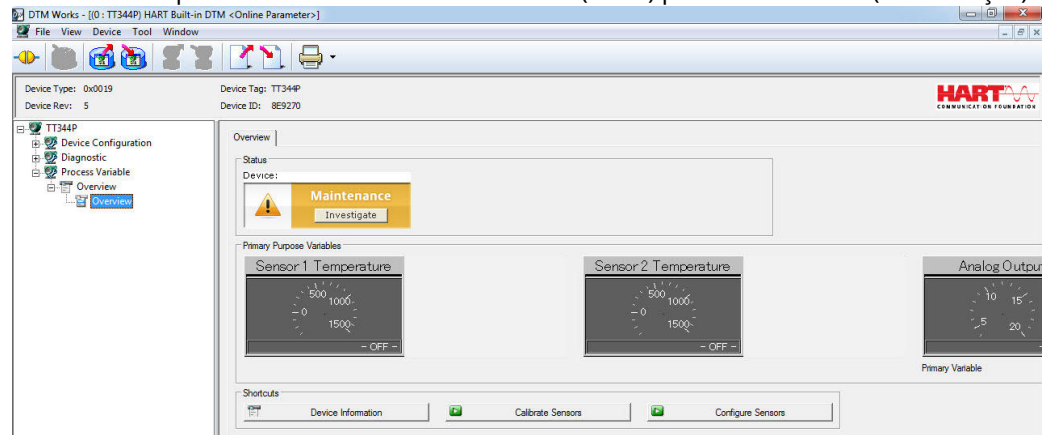 DTM Works - [(0 : TT344P) HART Built-in DTM <Online Parameter>]
File View Device Tool Window
Device Type: 0x0019
Device Tag: TT344P
Device Rev: 5
Device ID: 8E9270
HART
COMMUNICATION FOUNDATION
TT344P
Device Configuration
Diagnostic
Process Variable
Overview
Overview
Overview
Status
Device:
Maintenance
Investigate
Primary Purpose Variables
Sensor 1 Temperature
0 500 1000 1500
- OFF -
Sensor 2 Temperature
0 500 1000 1500
- OFF -
Analog Outpu
5 10 15 20
Primary Variable
Shortcuts
Device Information
Calibrate Sensors
Configure Sensors